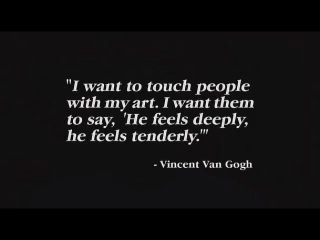 "I want to touch people
with my art. I want them
to say, 'He feels deeply,
he feels tenderly.'"
- Vincent Van Gogh